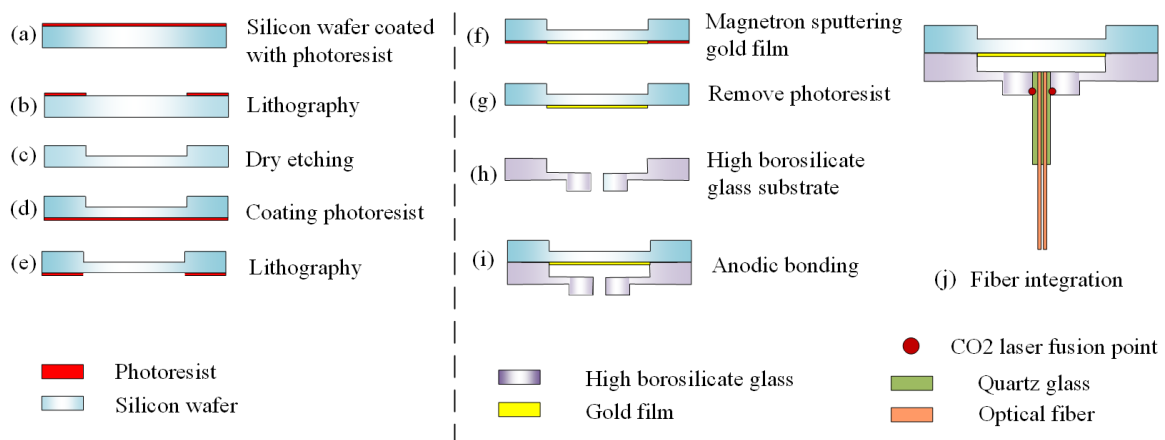 (a)
Silicon wafer coated
with photoresist
(b)
Lithography
(c)
Dry etching
(d)
Coating photoresist
(e)
Lithography
Photoresist
Silicon wafer
(f)
Magnetron sputtering
gold film
(g)
Remove photoresist
(h)
High borosilicate
glass substrate
(i)
Anodic bonding
High borosilicate glass
Gold film
(j) Fiber integration
CO2 laser fusion point
Quartz glass
Optical fiber